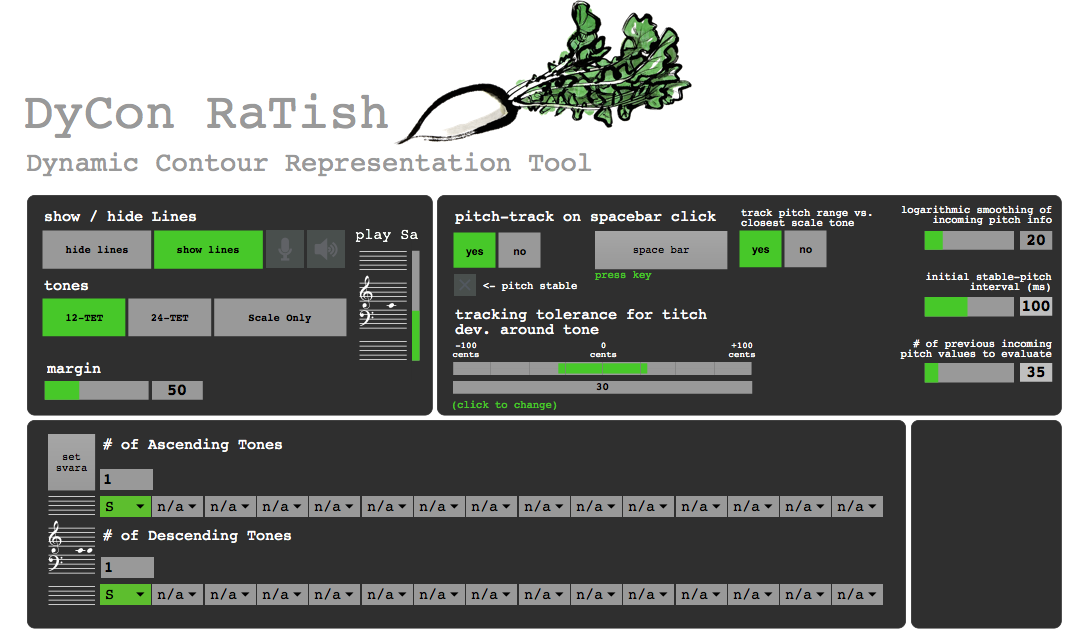 DyCon RaTish
Dynamic Contour Representation Tool
show / hide Lines
hide lines
show lines
play Sa
tones
12-TET
24-TET
Scale Only
margin
50
pitch-track on spacebar click
yes
no
space bar
press key
<- pitch stable
track pitch range vs.
closest scale tone
yes
no
tracking tolerance for titch
dev. around tone
-100
cents
0
cents
+100
cents
30
(click to change)
logarithmic smoothing of
incoming pitch info
20
initial stable-pitch
interval (ms)
100
# of previous incoming
pitch values to evaluate
35
set
svara
# of Ascending Tones
1
S n/a n/a n/a n/a n/a n/a n/a n/a n/a n/a n/a n/a n/a n/a
# of Descending Tones
1
S n/a n/a n/a n/a n/a n/a n/a n/a n/a n/a n/a n/a n/a n/a